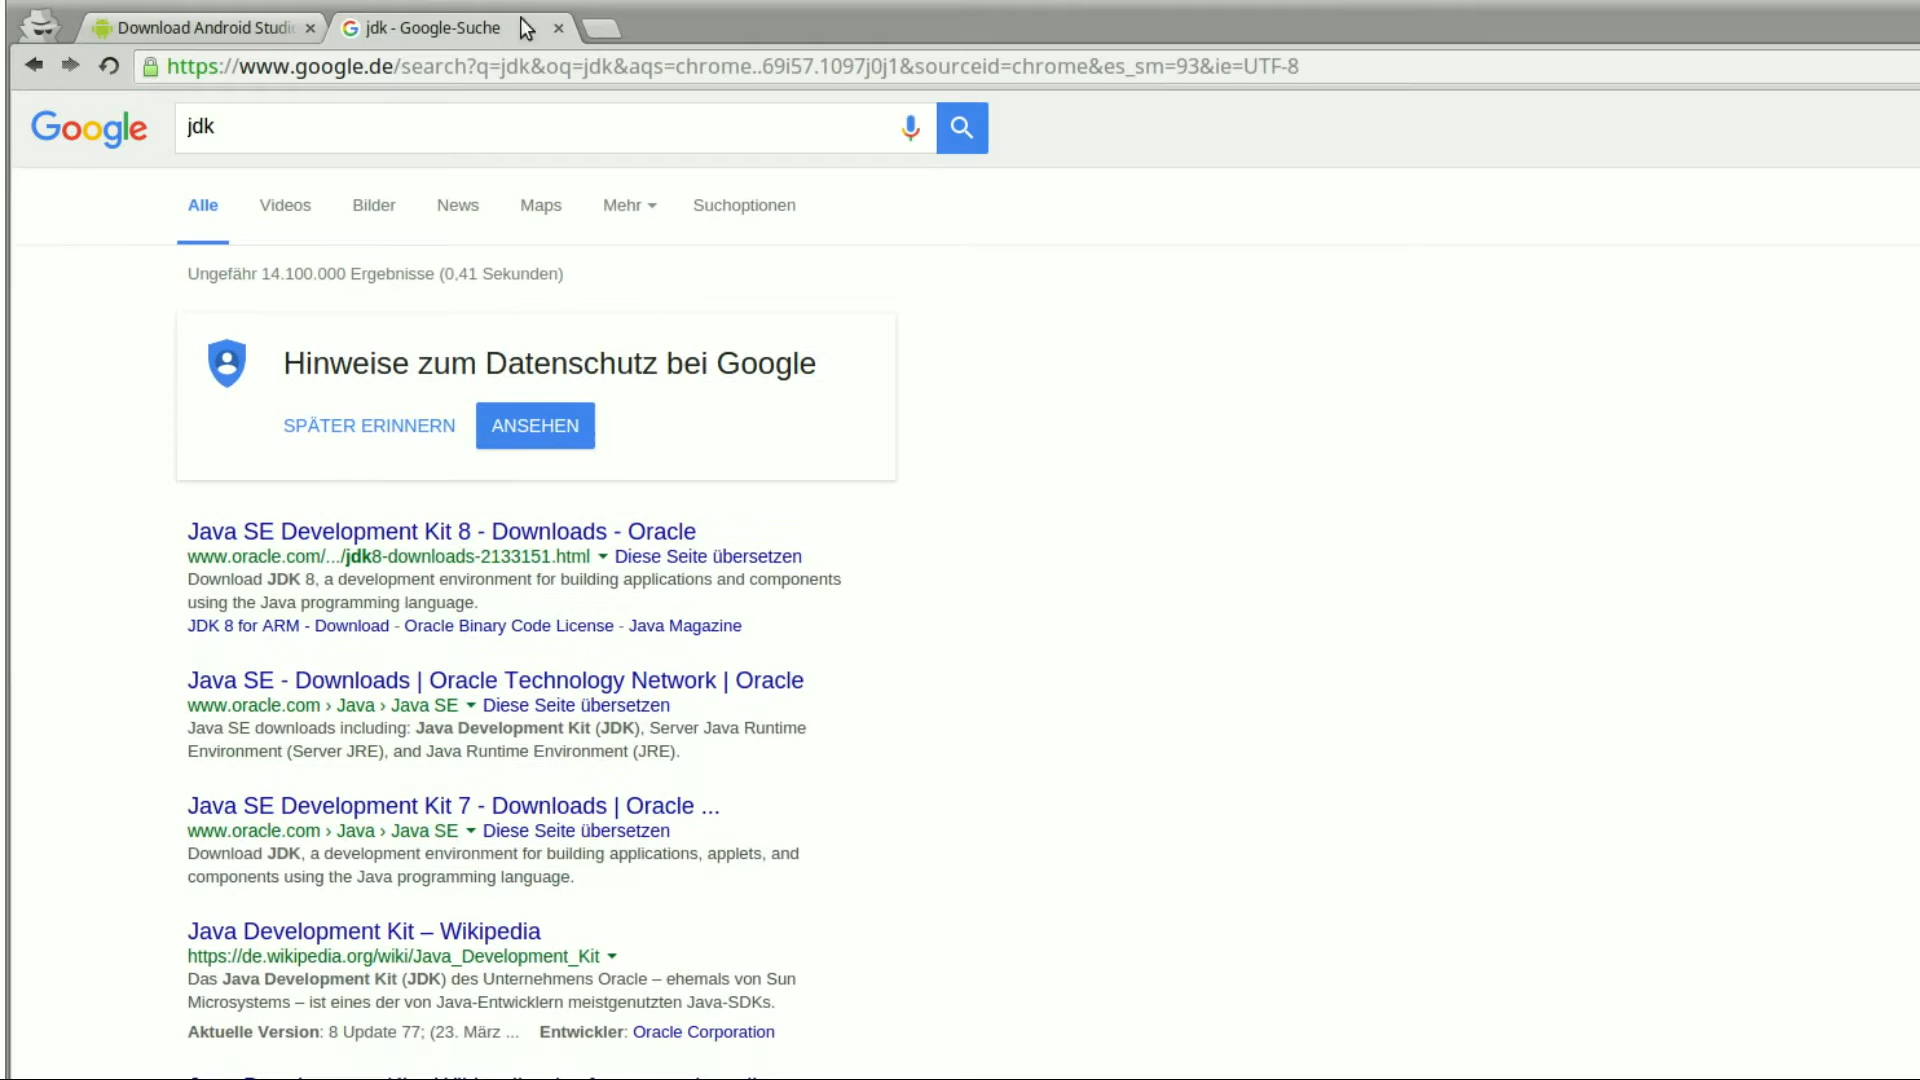 Download Android Studi
jdk - Google-Suche
https://www.google.de/search?q=jdk&oq=jdk&aqs=chrome..69i57.1097j0j1&sourceid=chrome&es_sm=93&ie=UTF-8
Google
jdk
Alle Videos Bilder News Maps Mehr Suchoptionen
Ungefähr 14.100.000 Ergebnisse (0,41 Sekunden)
Hinweise zum Datenschutz bei Google
SPÄTER ERINNERN ANSEHEN
Java SE Development Kit 8 - Downloads - Oracle
www.oracle.com/.../jdk8-downloads-2133151.html Diese Seite übersetzen
Download JDK 8, a development environment for building applications and components
using the Java programming language.
JDK 8 for ARM - Download - Oracle Binary Code License - Java Magazine
Java SE - Downloads | Oracle Technology Network | Oracle
www.oracle.com › Java › Java SE Diese Seite übersetzen
Java SE downloads including: Java Development Kit (JDK), Server Java Runtime
Environment (Server JRE), and Java Runtime Environment (JRE).
Java SE Development Kit 7 - Downloads | Oracle ...
www.oracle.com › Java › Java SE Diese Seite übersetzen
Download JDK, a development environment for building applications, applets, and
components using the Java programming language.
Java Development Kit – Wikipedia
https://de.wikipedia.org/wiki/Java_Development_Kit
Das Java Development Kit (JDK) des Unternehmens Oracle – ehemals von Sun
Microsystems – ist eines der von Java-Entwicklern meistgenutzten Java-SDKs.
Aktuelle Version: 8 Update 77; (23. März ... Entwickler: Oracle Corporation